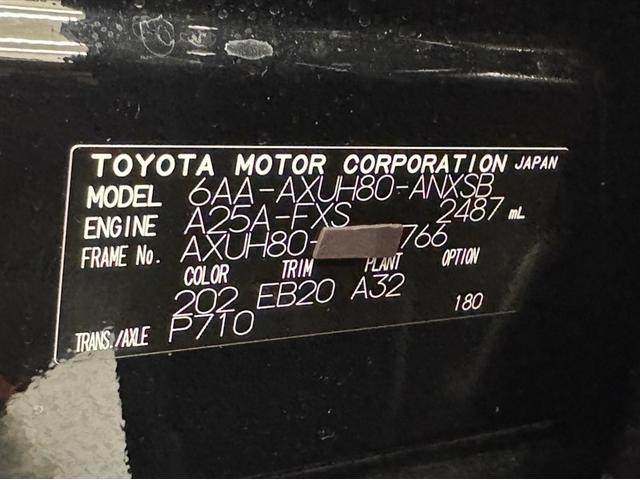 TOYOTA MOTOR CORPORATION JAPAN
MODEL 6AA-AXUH80-ANXSB
ENGINE A25A-FXS 2487 mL
FRAME No. AXUH80- 766
COLOR TRIM PLANT OPTION
202 EB20 A32 180
TRANS./AXLE P710